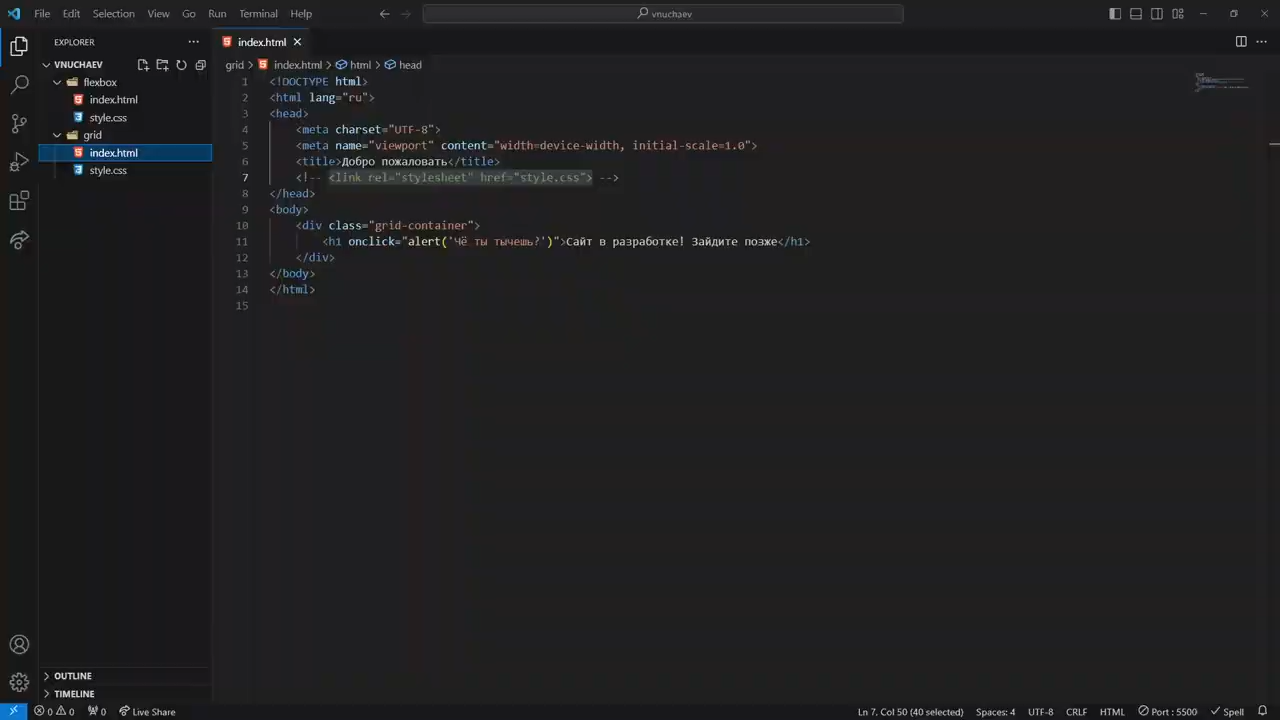 File Edit Selection View Go Run Terminal Help
vnuchaev
EXPLORER
index.html
VNUCHAEV
flexbox
index.html
style.css
grid
index.html
style.css
grid > index.html > html > head
1 <!DOCTYPE html>
2 <html lang="ru">
3 <head>
4 <meta charset="UTF-8">
5 <meta name="viewport" content="width=device-width, initial-scale=1.0">
6 <title>Добро пожаловать</title>
7 <!-- <link rel="stylesheet" href="style.css"> -->
8 </head>
9 <body>
10 <div class="grid-container">
11 <h1 onclick="alert('Чё ты тычешь?')">Сайт в разработке! Зайдите позже</h1>
12 </div>
13 </body>
14 </html>
15
OUTLINE
TIMELINE
0 0 0 Live Share Ln 7, Col 50 (40 selected) Spaces: 4 UTF-8 CRLF HTML Port : 5500 Spell